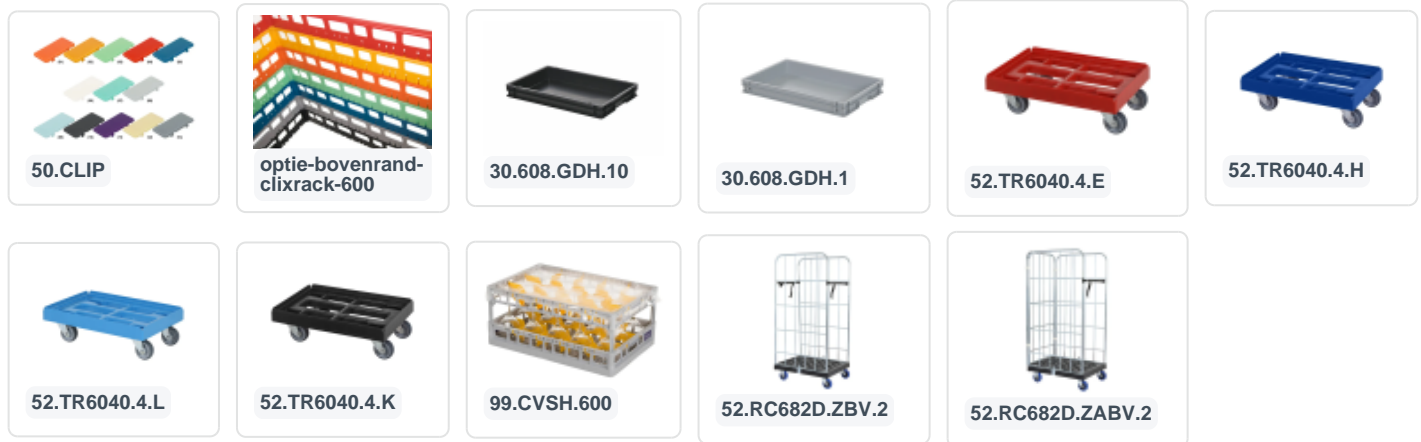 50.CLIP
optie-bovenrand-
clixrack-600
30.608.GDH.10
30.608.GDH.1
52.TR6040.4.E
52.TR6040.4.H
52.TR6040.4.L
52.TR6040.4.K
99.CVSH.600
52.RC682D.ZBV.2
52.RC682D.ZABV.2